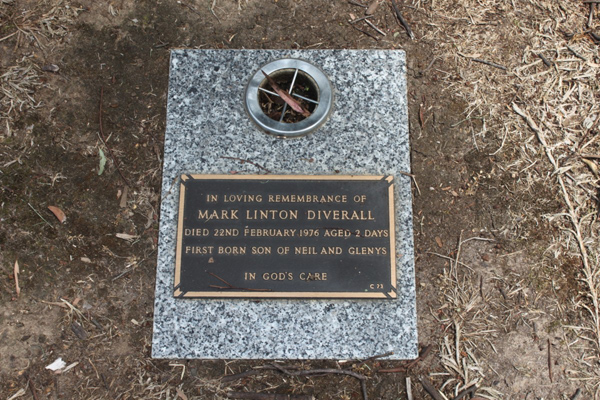 IN LOVING REMEMBRANCE OF
MARK LINTON DIVERALL
DIED 22ND FEBRUARY 1976 AGED 2 DAYS
FIRST BORN SON OF NEIL AND GLENYS
IN GOD'S CARE
C 73